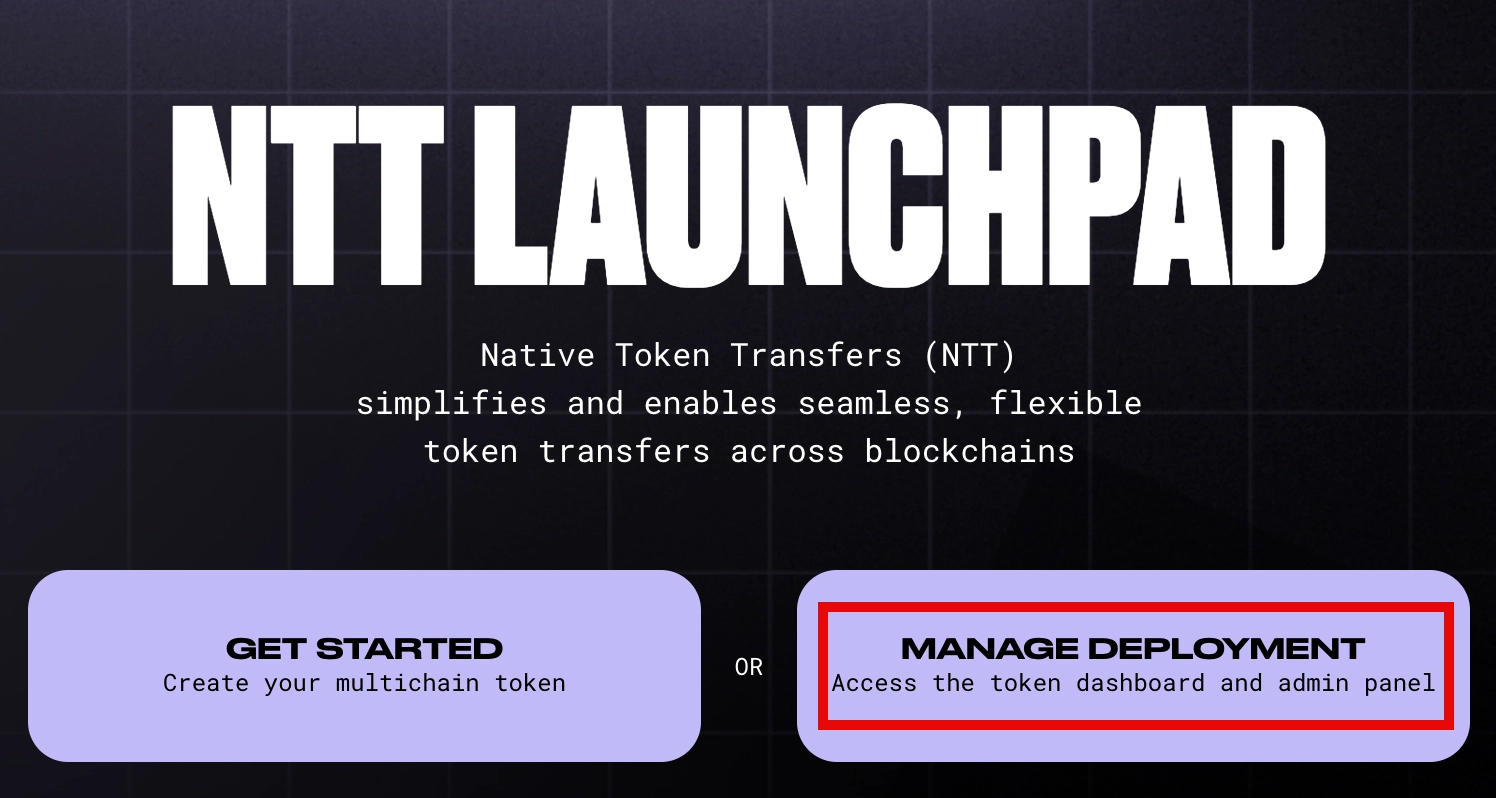 NTT LAUNCHPAD
Native Token Transfers (NTT)
simplifies and enables seamless, flexible
token transfers across blockchains
GET STARTED
Create your multichain token
OR
MANAGE DEPLOYMENT
Access the token dashboard and admin panel